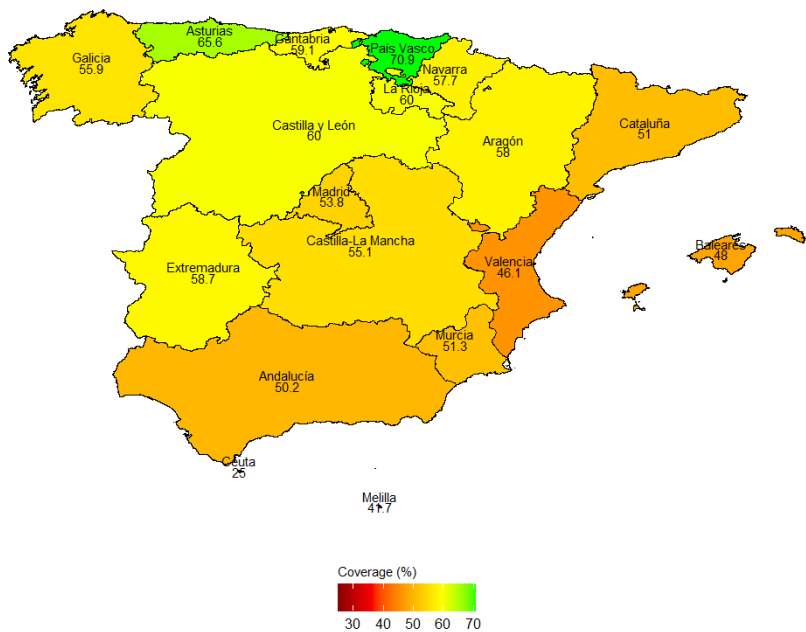 Asturias
65.6
Cantabria
59.1
País Vasco
70.9
Galicia
55.9
Navarra
57.7
La Rioja
60
Castilla y León
60
Aragón
58
Cataluña
51
Madrid
53.8
Castilla-La Mancha
55.1
Extremadura
58.7
Valencia
46.1
Baleares
48
Murcia
51.3
Andalucía
50.2
Ceuta
25
Melilla
41.7
Coverage (%)
30 40 50 60 70